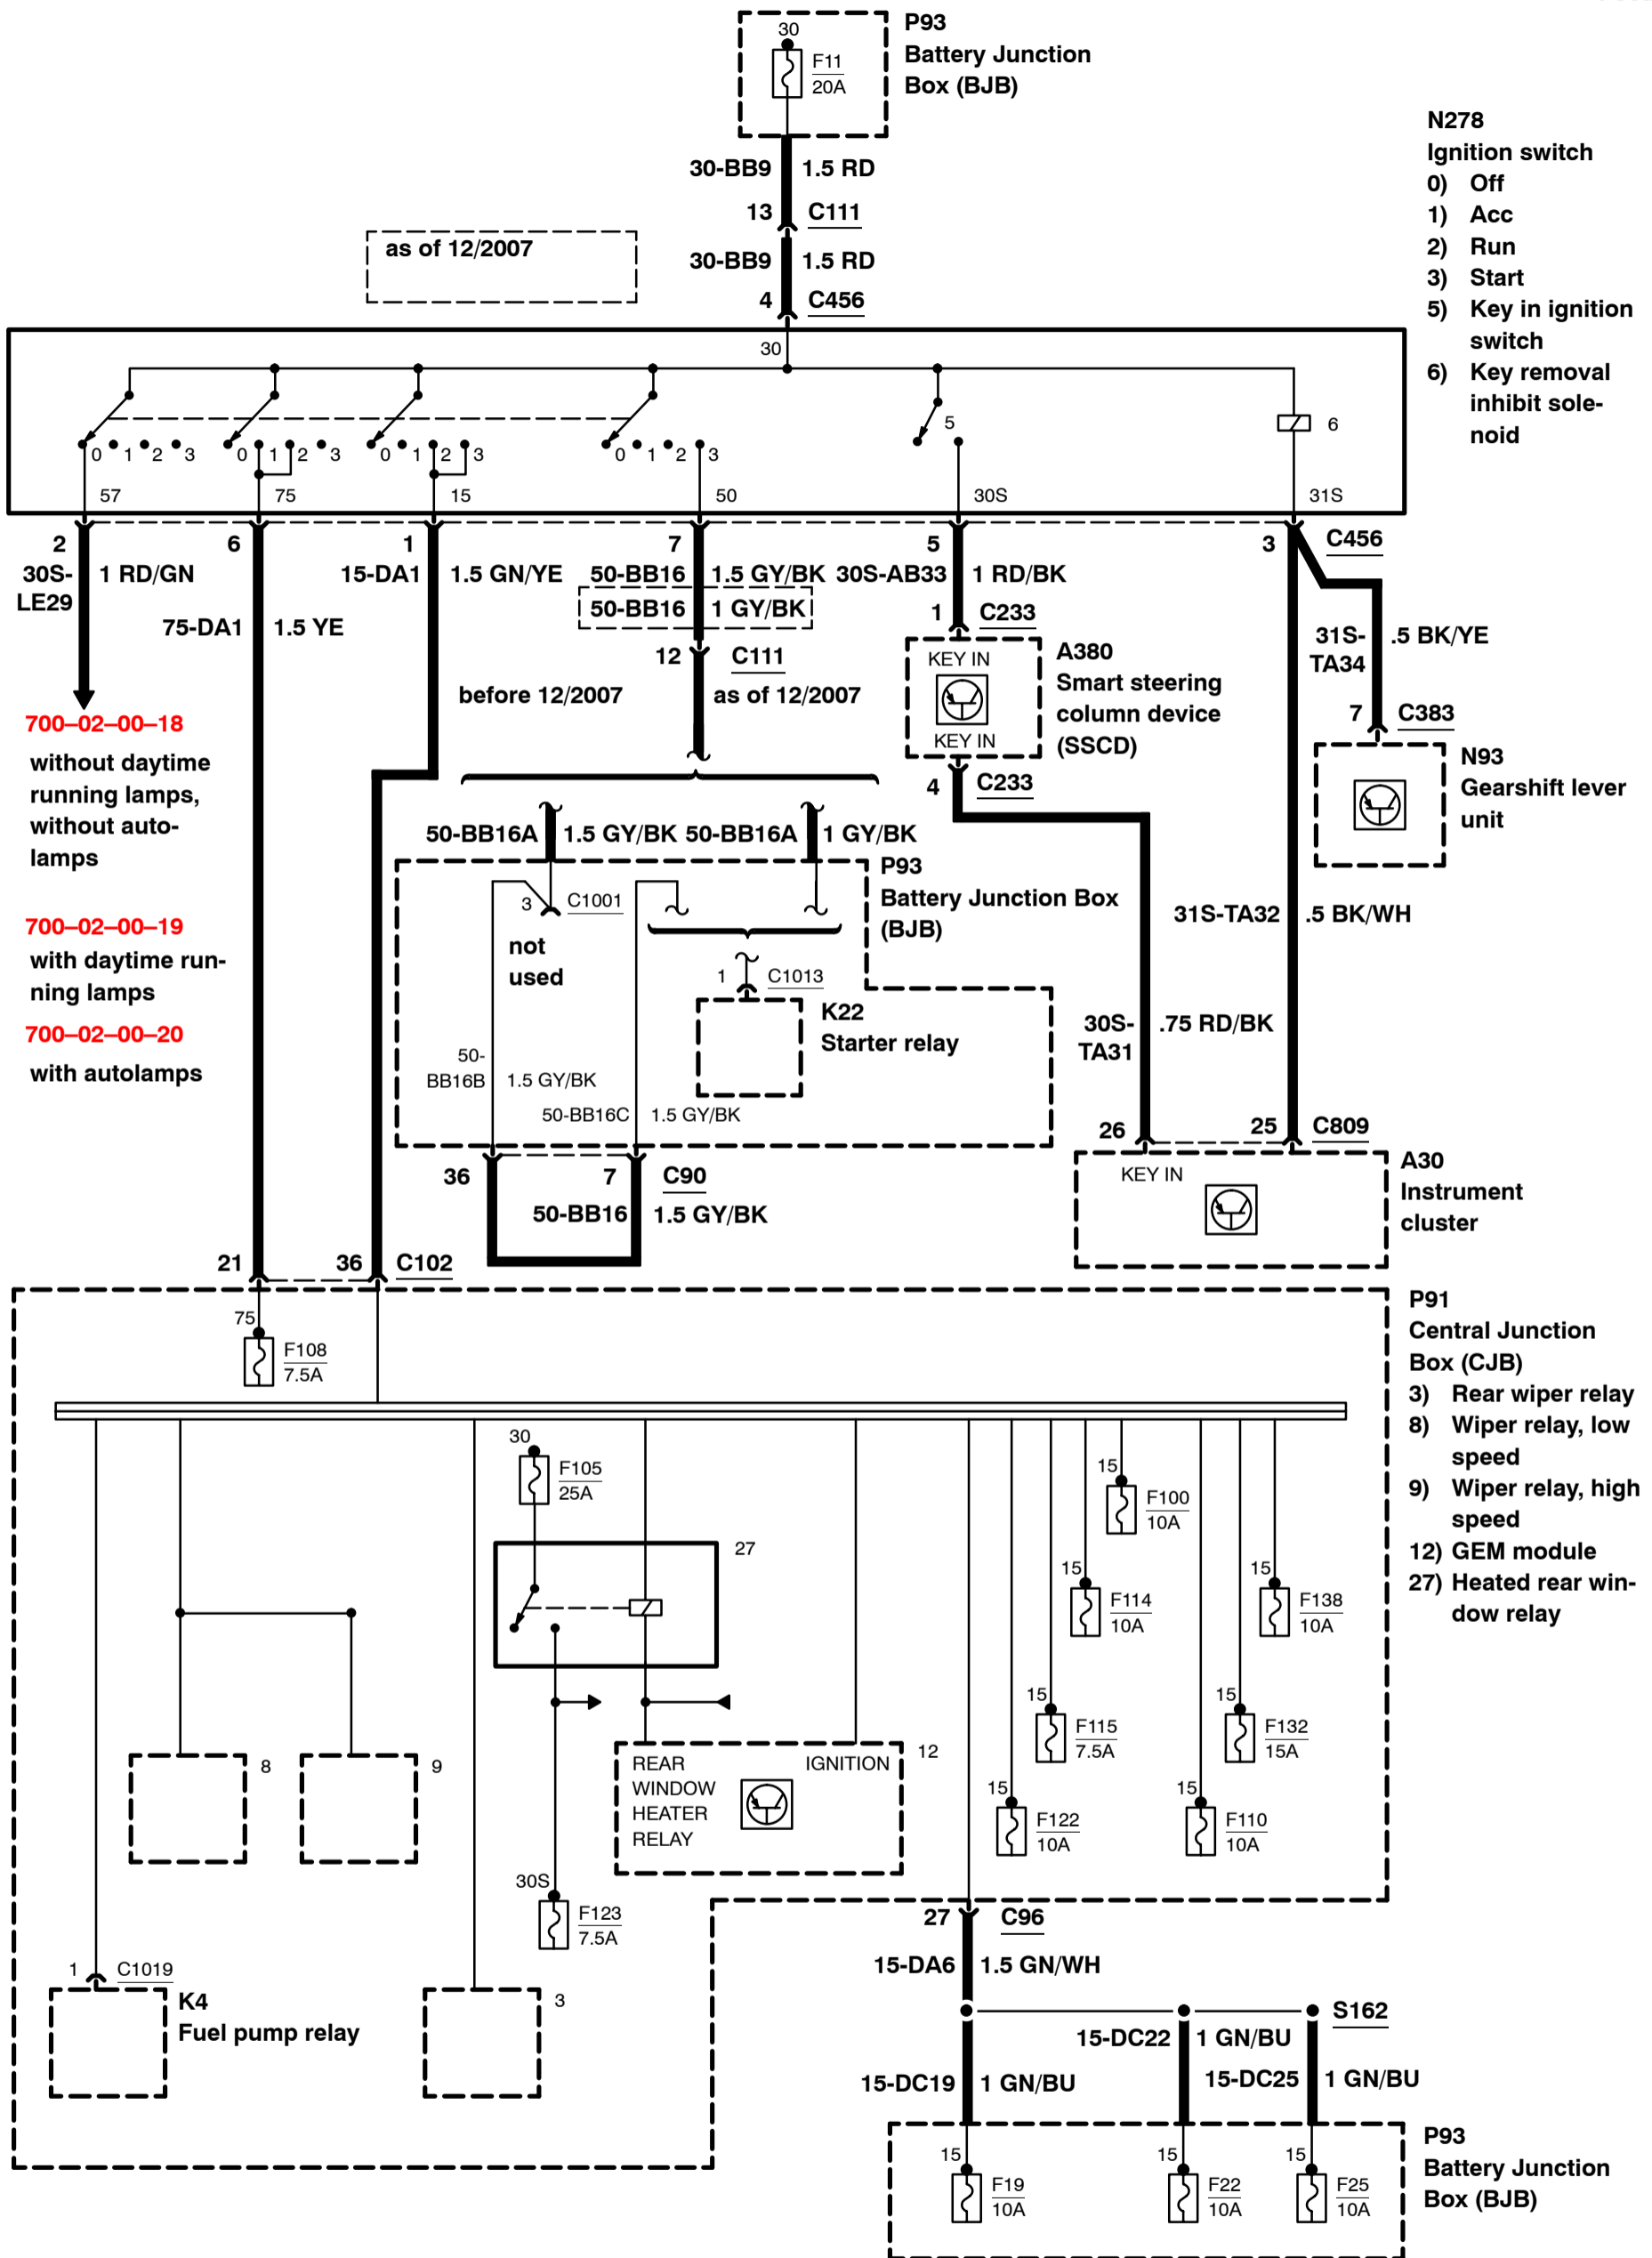 30
F11
20A
P93
Battery Junction
Box (BJB)
30-BB9 1.5 RD
13 C111
as of 12/2007
30-BB9 1.5 RD
4 C456
N278
Ignition switch
0) Off
1) Acc
2) Run
3) Start
5) Key in ignition
switch
6) Key removal
inhibit sole-
noid
30
0 1 2 3
0 1 2 3
0 1 2 3
0 1 2 3
5
6
57
75
15
50
30S
31S
2
6
1
7
5
3
C456
30S-
LE29
1 RD/GN
75-DA1 1.5 YE
15-DA1 1.5 GN/YE
50-BB16 1.5 GY/BK
50-BB16 1 GY/BK
30S-AB33 1 RD/BK
12 C111
1 C233
KEY IN
KEY IN
A380
Smart steering
column device
(SSCD)
4 C233
31S-
TA34
.5 BK/YE
7 C383
N93
Gearshift lever
unit
before 12/2007
as of 12/2007
700–02–00–18
without daytime
running lamps,
without auto-
lamps
700–02–00–19
with daytime run-
ning lamps
700–02–00–20
with autolamps
50-BB16A 1.5 GY/BK
50-BB16A 1 GY/BK
P93
Battery Junction Box
(BJB)
3 C1001
not
used
1 C1013
K22
Starter relay
50-
BB16B
1.5 GY/BK
50-BB16C 1.5 GY/BK
31S-TA32 .5 BK/WH
30S-
TA31
.75 RD/BK
36
7 C90
50-BB16 1.5 GY/BK
26
25 C809
KEY IN
A30
Instrument
cluster
21
36 C102
P91
Central Junction
Box (CJB)
3) Rear wiper relay
8) Wiper relay, low
speed
9) Wiper relay, high
speed
12) GEM module
27) Heated rear win-
dow relay
75
F108
7.5A
30
F105
25A
27
15
F100
10A
15
F114
10A
15
F138
10A
15
F115
7.5A
15
F132
15A
15
F122
10A
15
F110
10A
8
9
REAR
WINDOW
HEATER
RELAY
IGNITION
12
30S
F123
7.5A
1 C1019
K4
Fuel pump relay
3
27 C96
15-DA6 1.5 GN/WH
S162
15-DC22 1 GN/BU
15-DC19 1 GN/BU
15-DC25 1 GN/BU
15
F19
10A
15
F22
10A
15
F25
10A
P93
Battery Junction
Box (BJB)